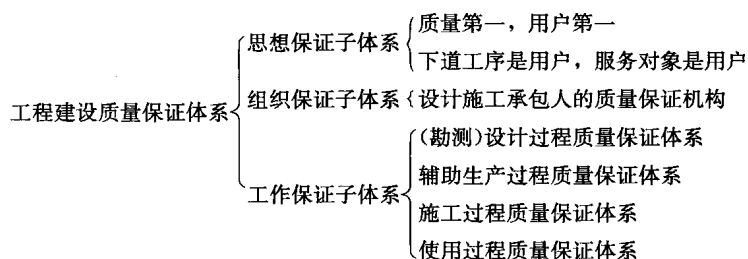 质量第一，用户第一
思想保证子体系
下道工序是用户，服务对象是用户
工程建设质量保证体系
组织保证子体系
设计施工承包人的质量保证机构
（勘测）设计过程质量保证体系
辅助生产过程质量保证体系
工作保证子体系
施工过程质量保证体系
使用过程质量保证体系